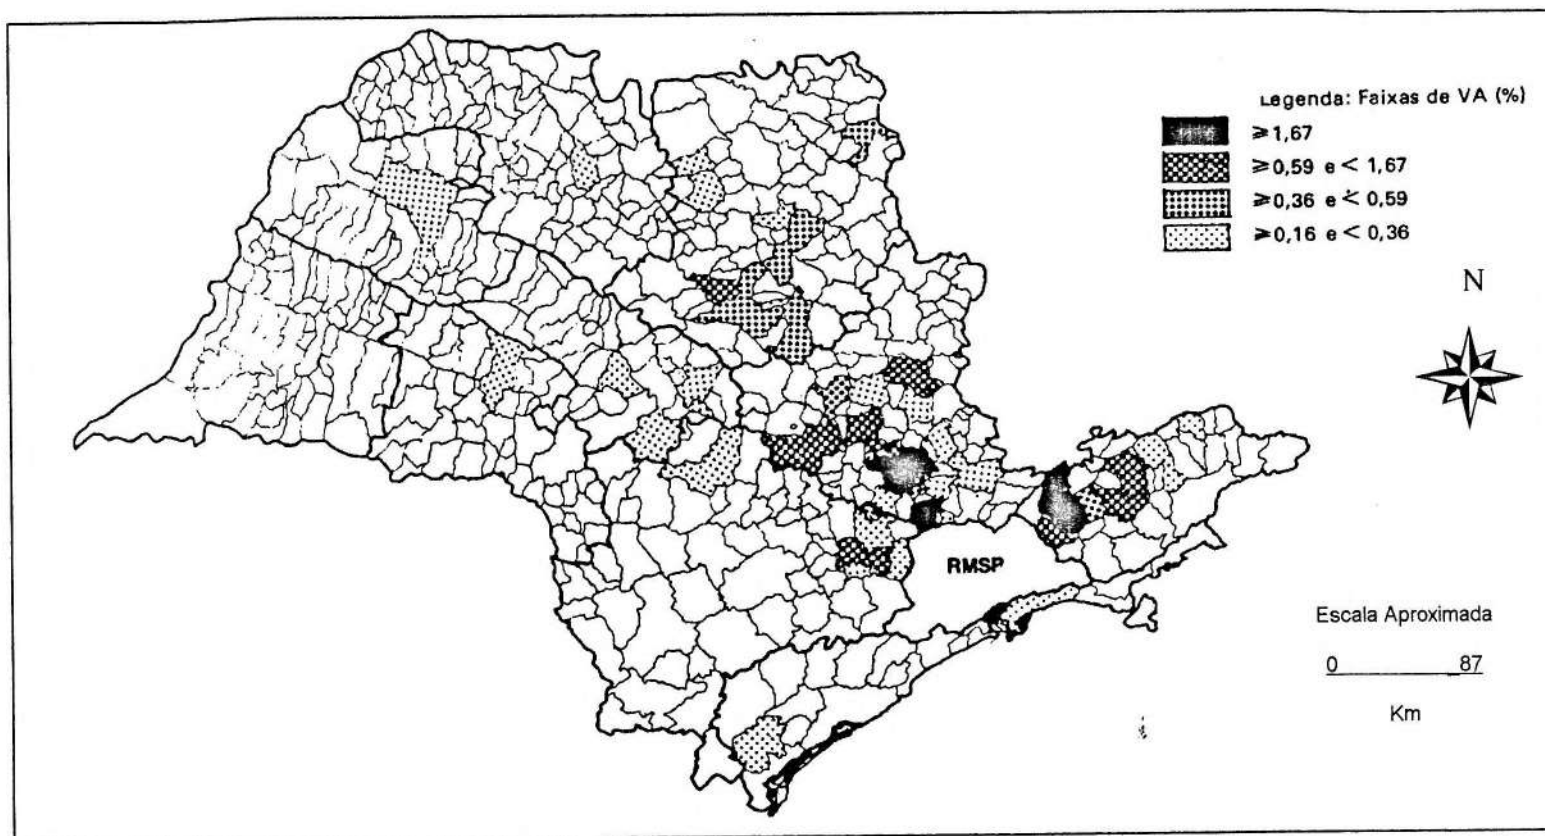 Legenda: Faixas de VA (%)
≥1,67
≥0,59 e < 1,67
≥0,36 e < 0,59
≥0,16 e < 0,36
N
RMSP
Escala Aproximada
0 87
Km